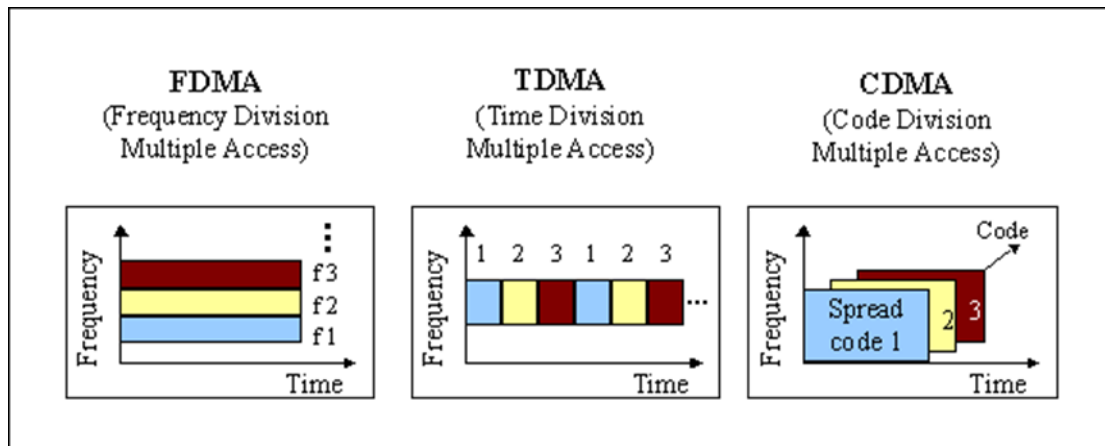 FDMA
(Frequency Division
Multiple Access)
TDMA
(Time Division
Multiple Access)
CDMA
(Code Division
Multiple Access)
Frequency
f3
f2
f1
Time
Frequency
1 2 3 1 2 3
...
Time
Frequency
Code
3
2
Spread
code 1
Time